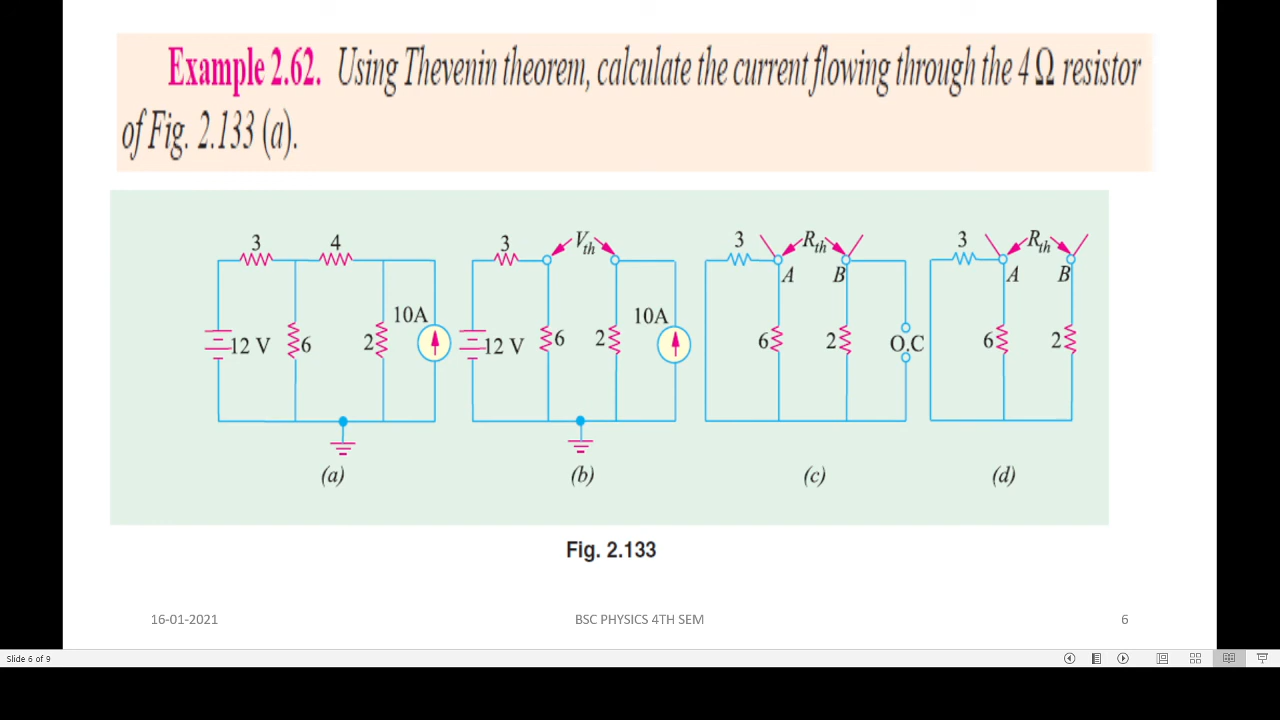 Example 2.62. Using Thevenin theorem, calculate the current flowing through the 4 Ω resistor
of Fig. 2.133 (a).
3 4 3 Vth 3 Rth 3 Rth
A B A B
10A 10A
12 V 6 2 12 V 6 2 6 2 O.C 6 2
(a) (b) (c) (d)
Fig. 2.133
16-01-2021 BSC PHYSICS 4TH SEM 6
Slide 6 of 9